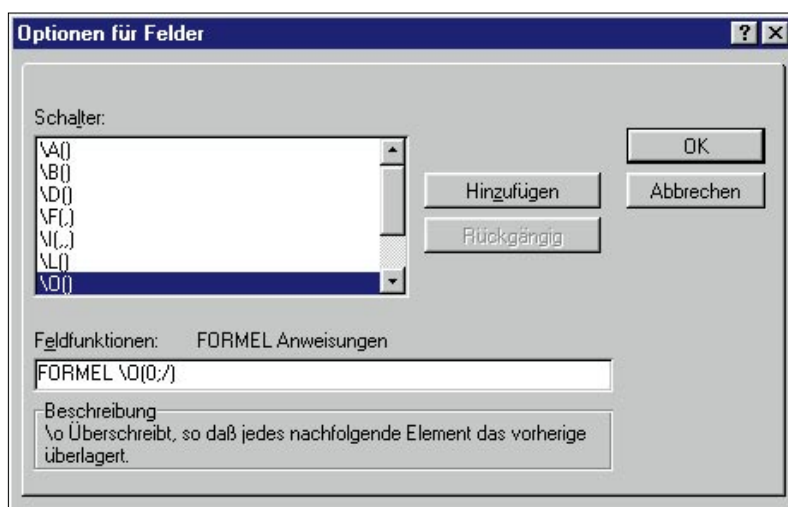 Optionen für Felder
Schalter:
\A()
\B()
\D()
\F(,)
\I(,,)
\L()
\O()
OK
Hinzufügen
Abbrechen
Rückgängig
Feldfunktionen: FORMEL Anweisungen
FORMEL \O(0;/)
Beschreibung
\o Überschreibt, so daß jedes nachfolgende Element das vorherige
überlagert.